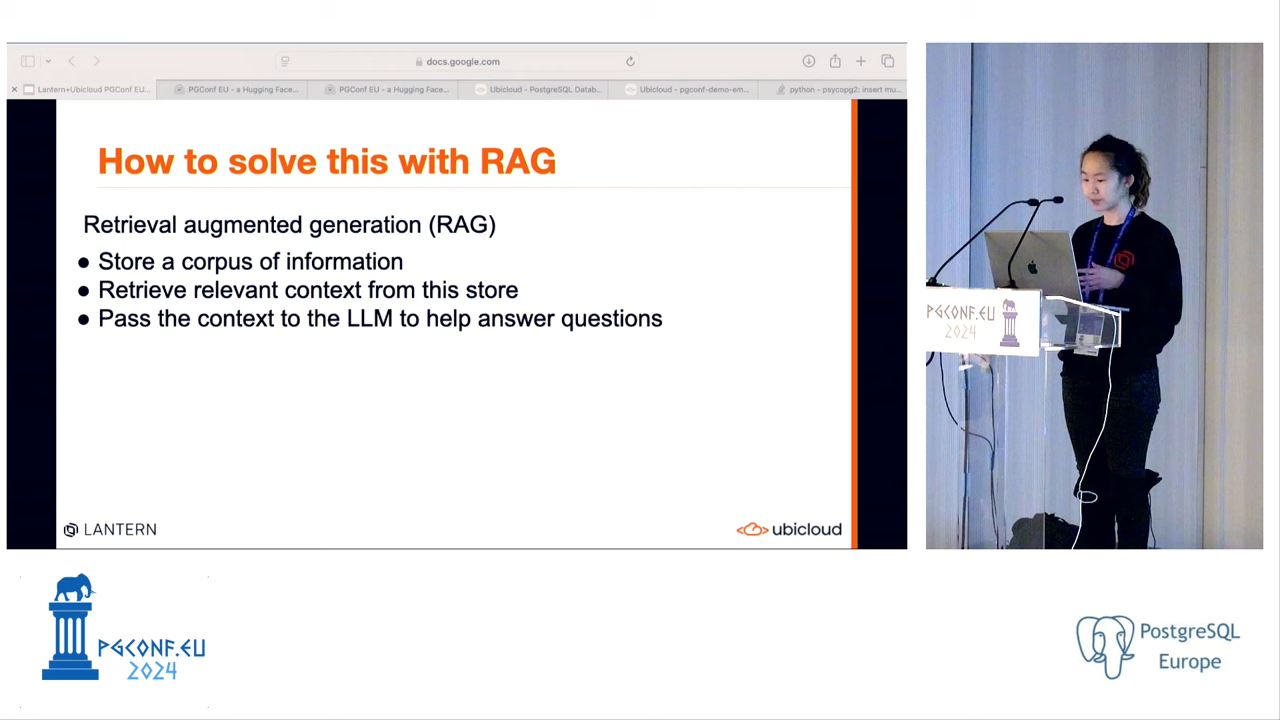 docs.google.com
Lantern+Ubicloud PGConf EU...
PGConf EU - a Hugging Face...
PGConf EU - a Hugging Face...
Ubicloud - PostgreSQL Datab...
Ubicloud - pgconf-demo-em...
python - psycopg2: insert mu...
How to solve this with RAG
Retrieval augmented generation (RAG)
● Store a corpus of information
● Retrieve relevant context from this store
● Pass the context to the LLM to help answer questions
LANTERN
ubicloud
PGCONF.EU
2024
PGCONF.EU
2024
PostgreSQL
Europe